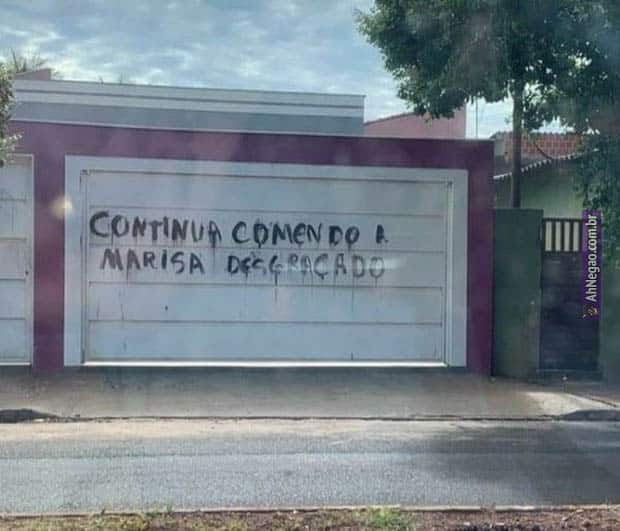 CONTINUA COMENDO A
MARISA DESGRAÇADO
AhNegao.com.br